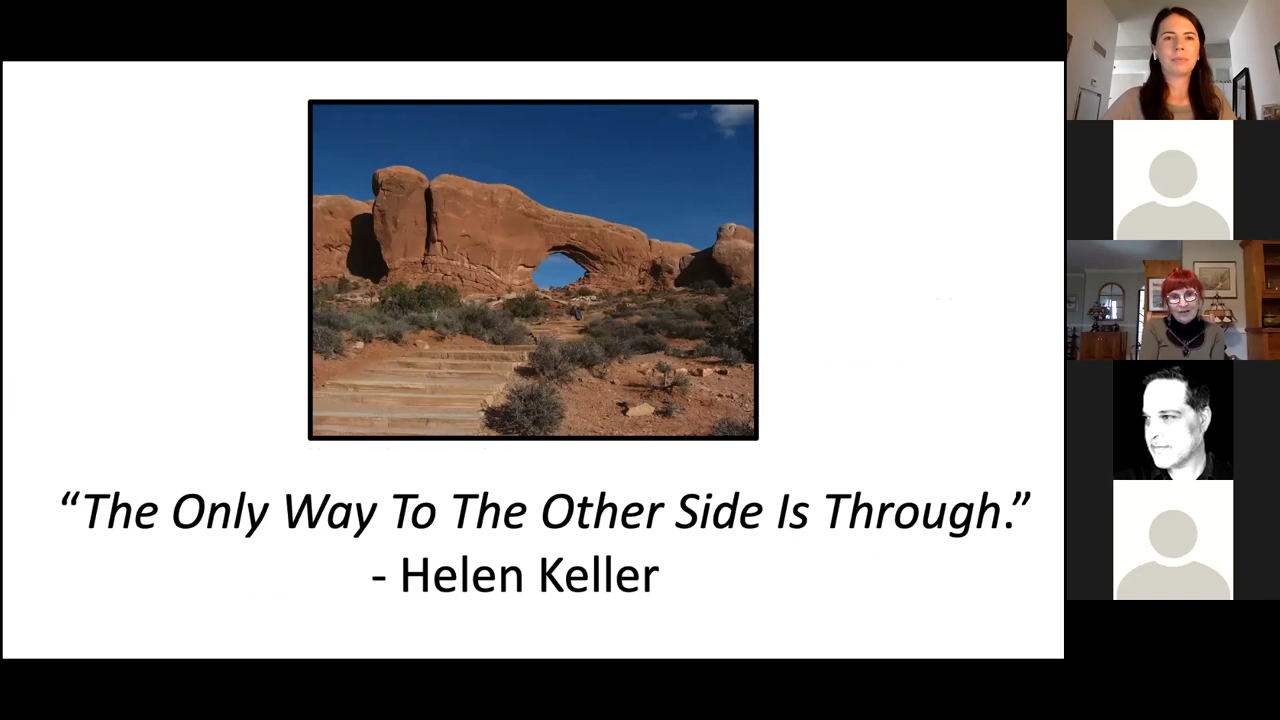 “The Only Way To The Other Side Is Through.”
- Helen Keller